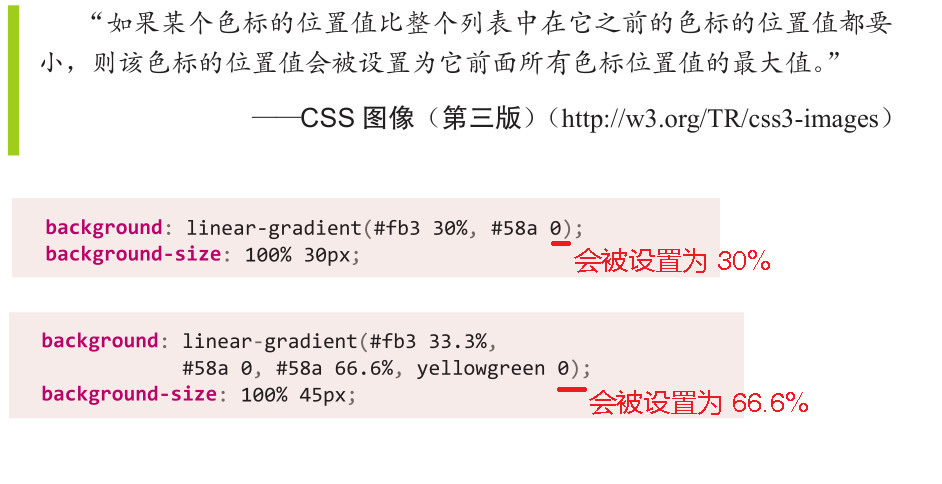 “如果某个色标的位置值比整个列表中在它之前的色标的位置值都要
小，则该色标的位置值会被设置为它前面所有色标位置值的最大值。”
——CSS 图像（第三版）（http://w3.org/TR/css3-images）
background: linear-gradient(#fb3 30%, #58a 0);
background-size: 100% 30px;
会被设置为 30%
background: linear-gradient(#fb3 33.3%,
#58a 0, #58a 66.6%, yellowgreen 0);
background-size: 100% 45px;
会被设置为 66.6%